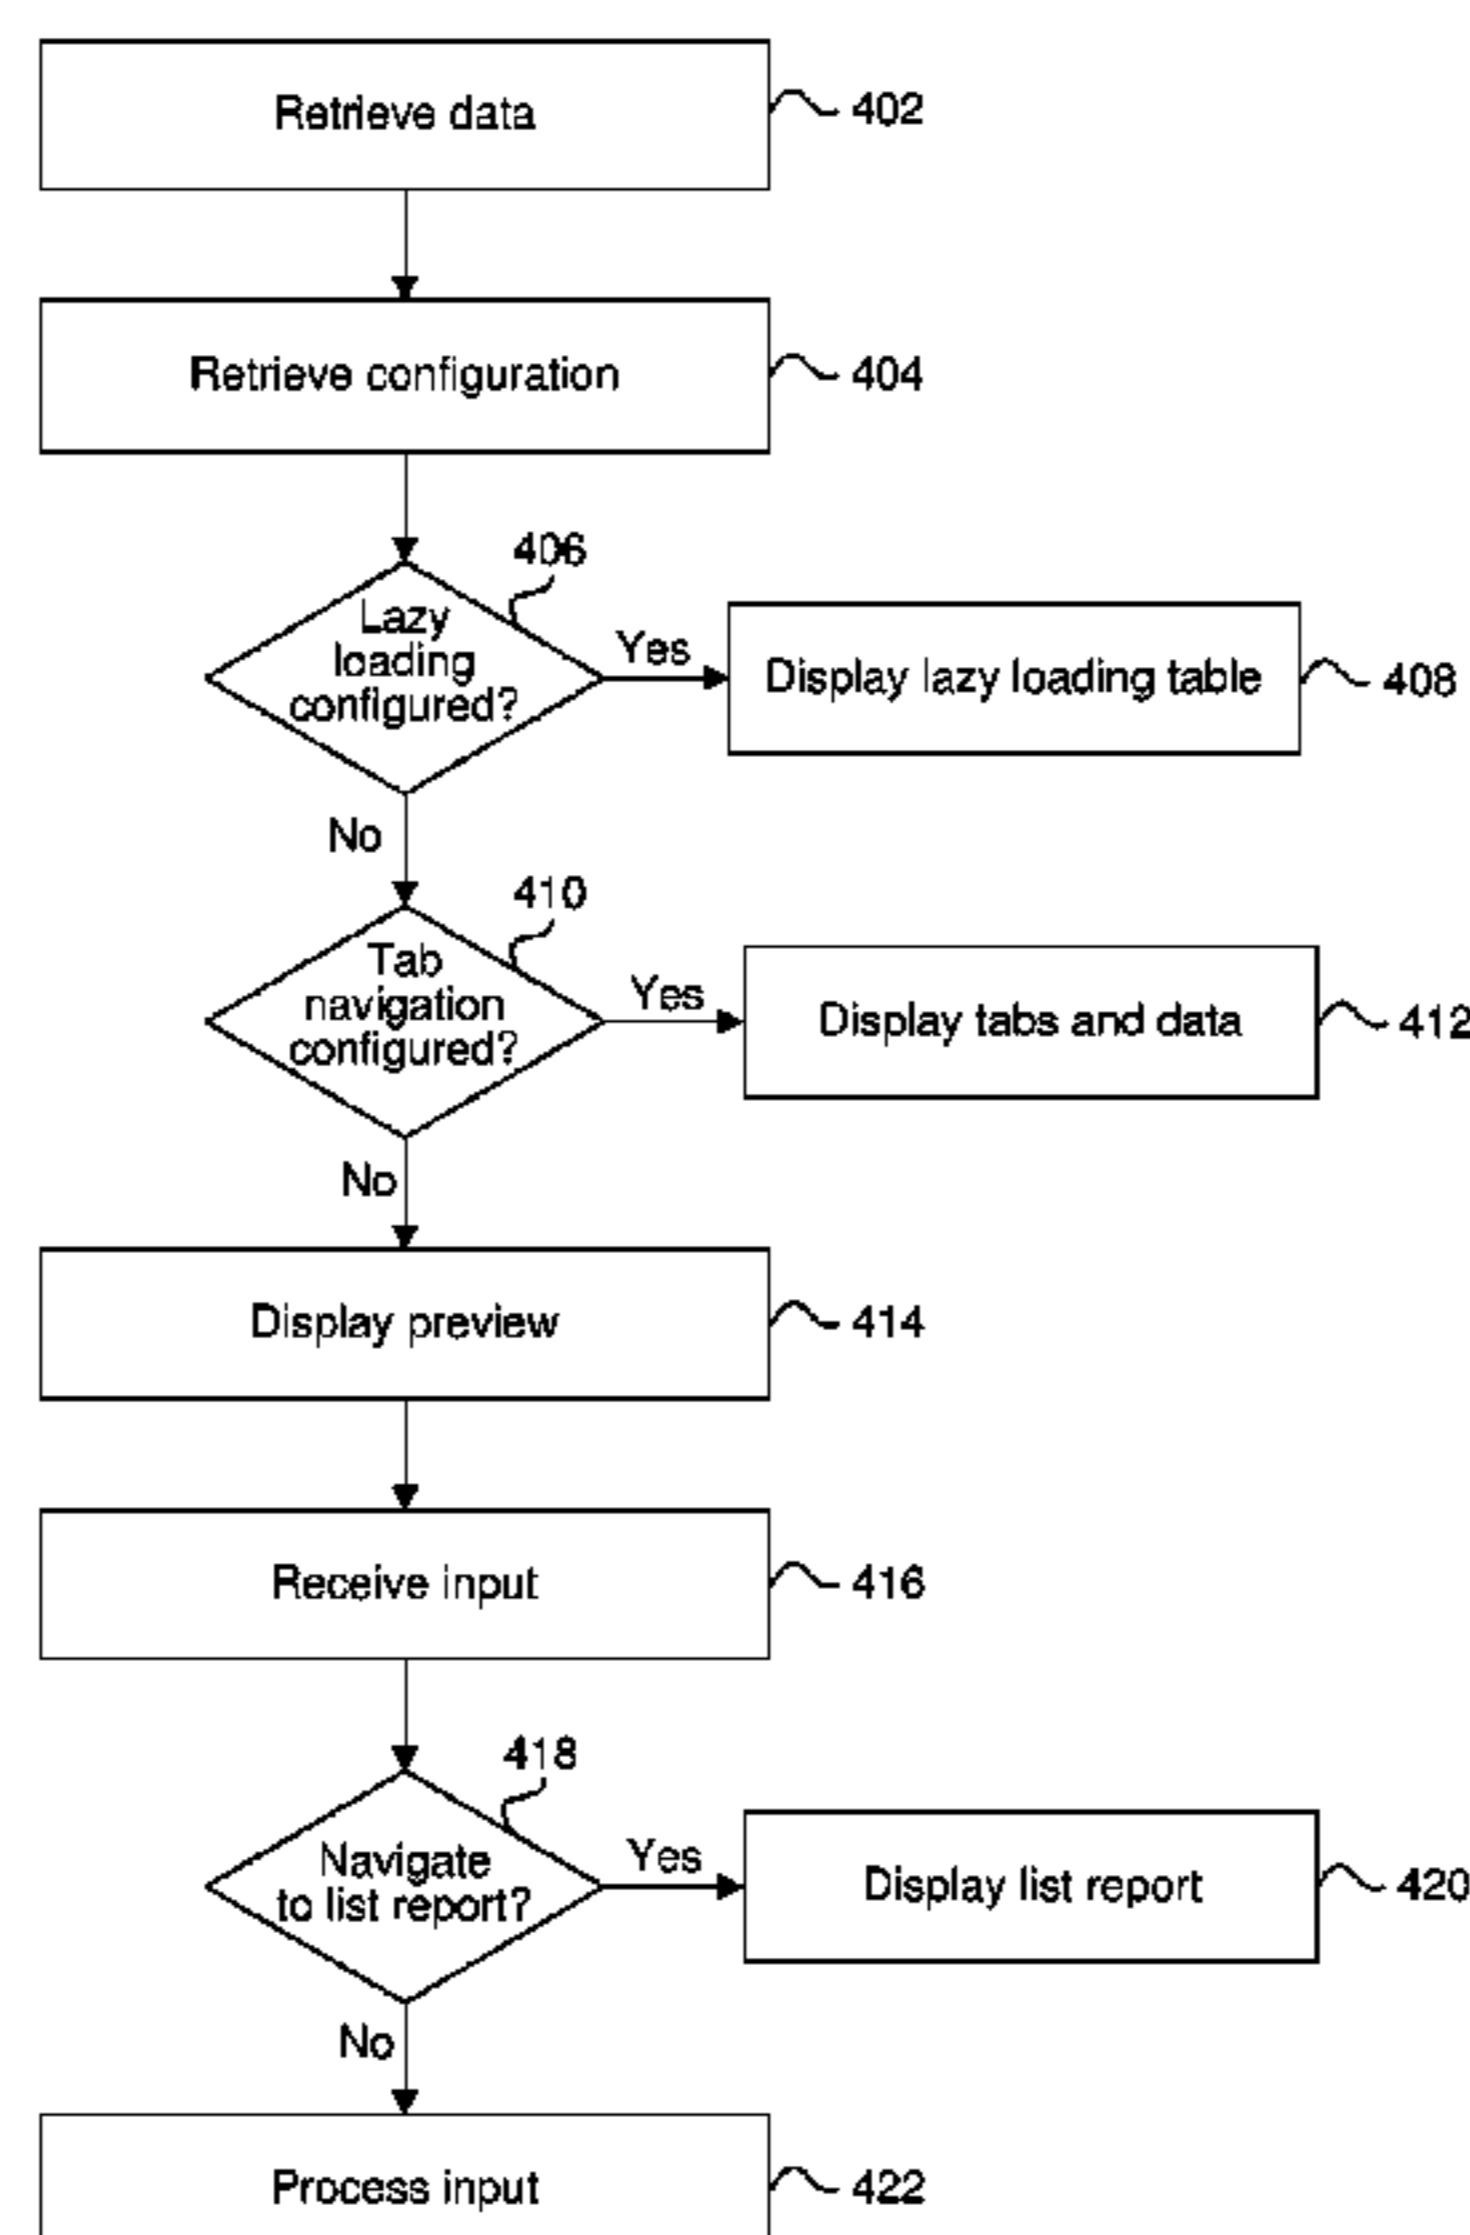 Retrieve data
402
Retrieve configuration
404
406
Lazy
loading
configured?
Yes
Display lazy loading table
408
No
410
Tab
navigation
configured?
Yes
Display tabs and data
412
No
Display preview
414
Receive input
416
418
Navigate
to list report?
Yes
Display list report
420
No
Process input
422